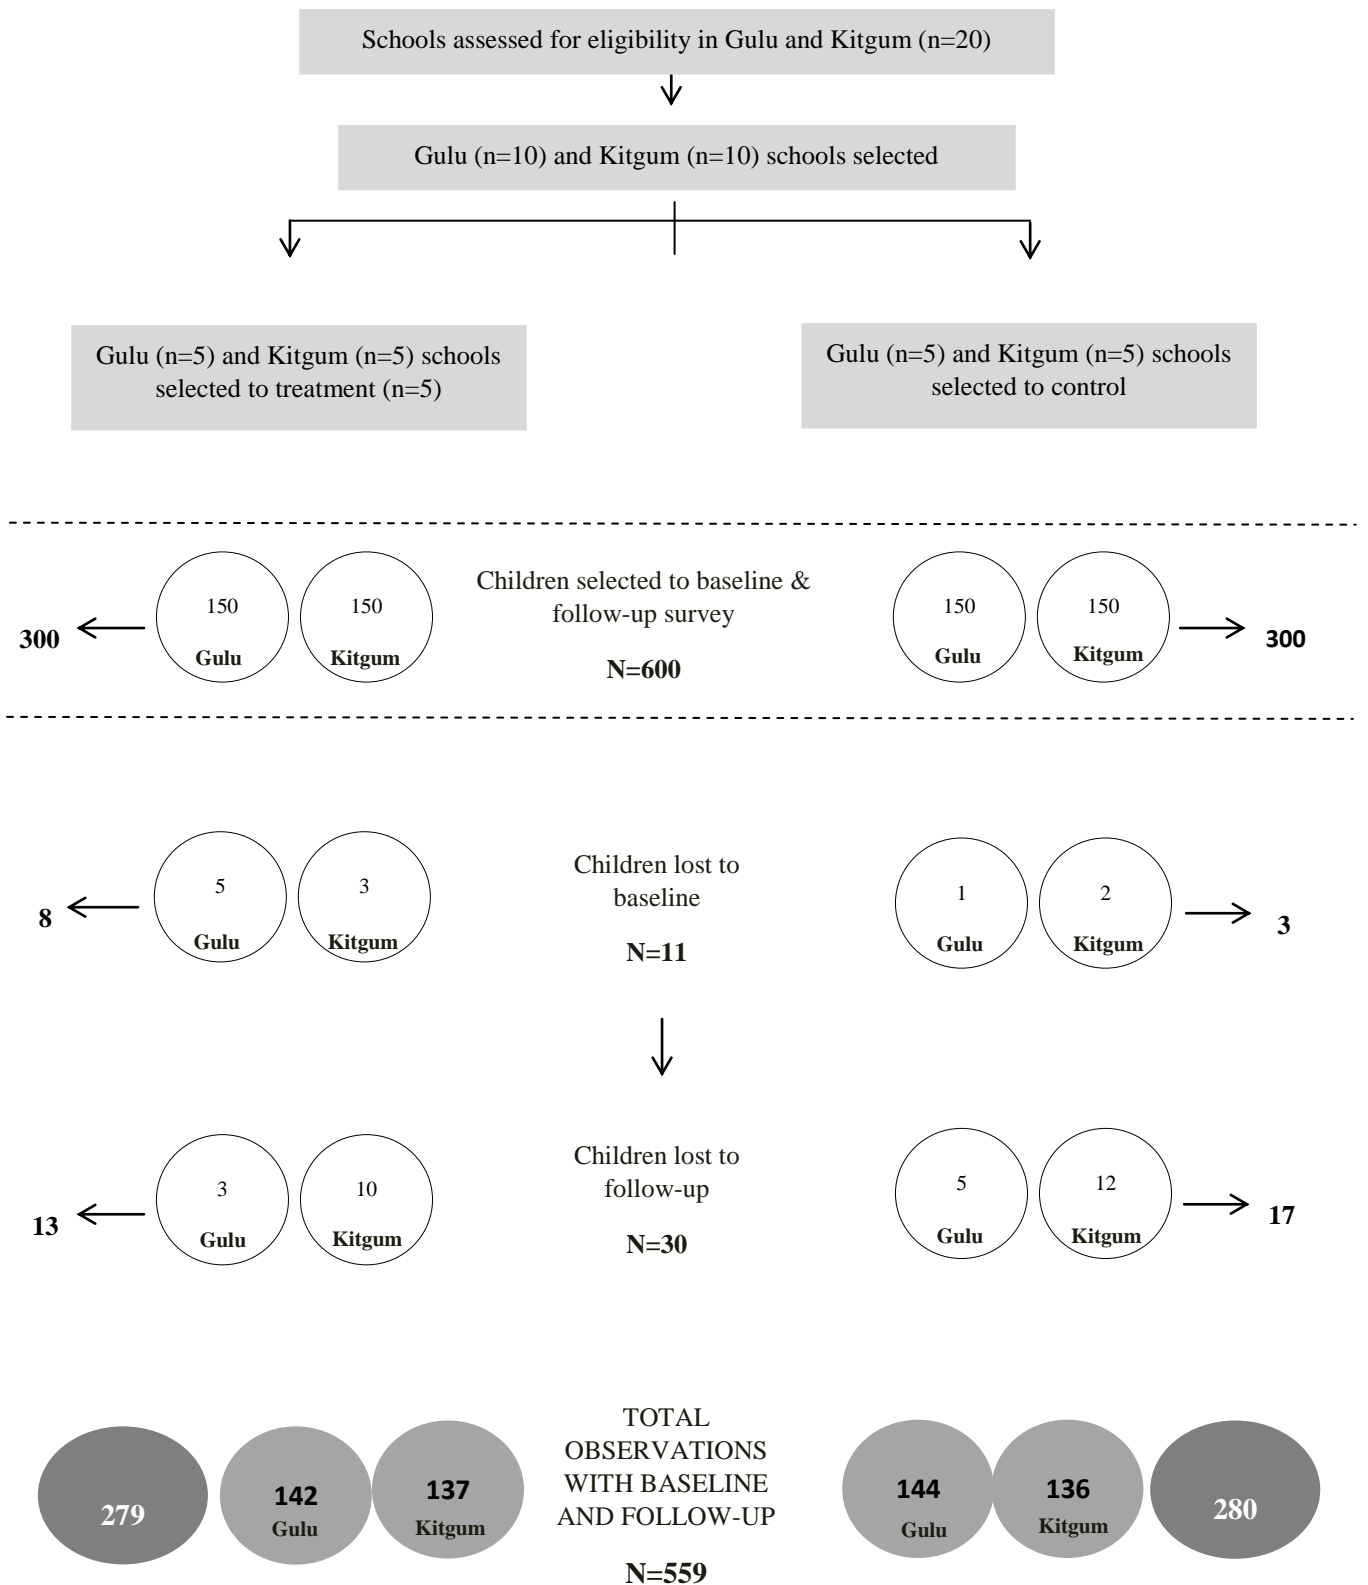 Schools assessed for eligibility in Gulu and Kitgum (n=20)
Gulu (n=10) and Kitgum (n=10) schools selected
Gulu (n=5) and Kitgum (n=5) schools
selected to treatment (n=5)
Gulu (n=5) and Kitgum (n=5) schools
selected to control
300
150
Gulu
150
Kitgum
Children selected to baseline &
follow-up survey
N=600
150
Gulu
150
Kitgum
300
8
5
Gulu
3
Kitgum
Children lost to
baseline
N=11
1
Gulu
2
Kitgum
3
13
3
Gulu
10
Kitgum
Children lost to
follow-up
N=30
5
Gulu
12
Kitgum
17
279
142
Gulu
137
Kitgum
TOTAL
OBSERVATIONS
WITH BASELINE
AND FOLLOW-UP
N=559
144
Gulu
136
Kitgum
280